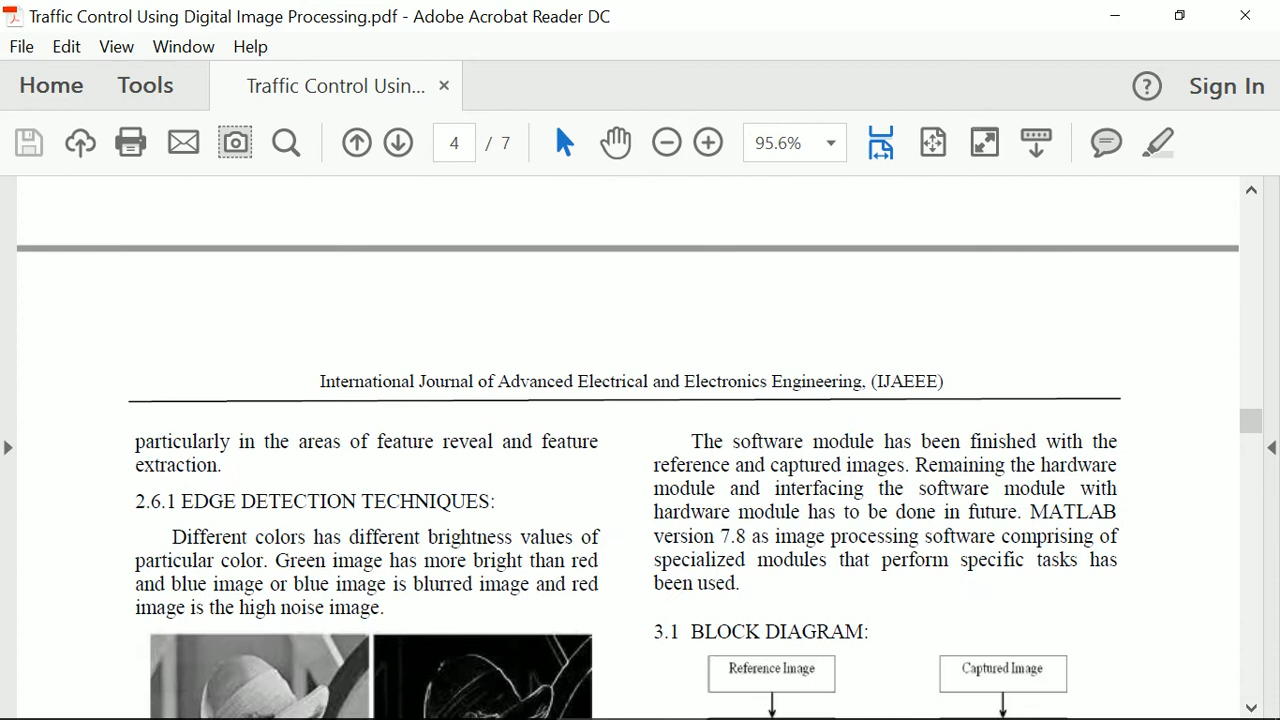 Traffic Control Using Digital Image Processing.pdf - Adobe Acrobat Reader DC
File Edit View Window Help
Home Tools Traffic Control Usin... × ? Sign In
4 / 7 95.6%
International Journal of Advanced Electrical and Electronics Engineering, (IJAEEE)
particularly in the areas of feature reveal and feature
extraction.
2.6.1 EDGE DETECTION TECHNIQUES:
Different colors has different brightness values of
particular color. Green image has more bright than red
and blue image or blue image is blurred image and red
image is the high noise image.
The software module has been finished with the
reference and captured images. Remaining the hardware
module and interfacing the software module with
hardware module has to be done in future. MATLAB
version 7.8 as image processing software comprising of
specialized modules that perform specific tasks has
been used.
3.1 BLOCK DIAGRAM:
Reference Image Captured Image